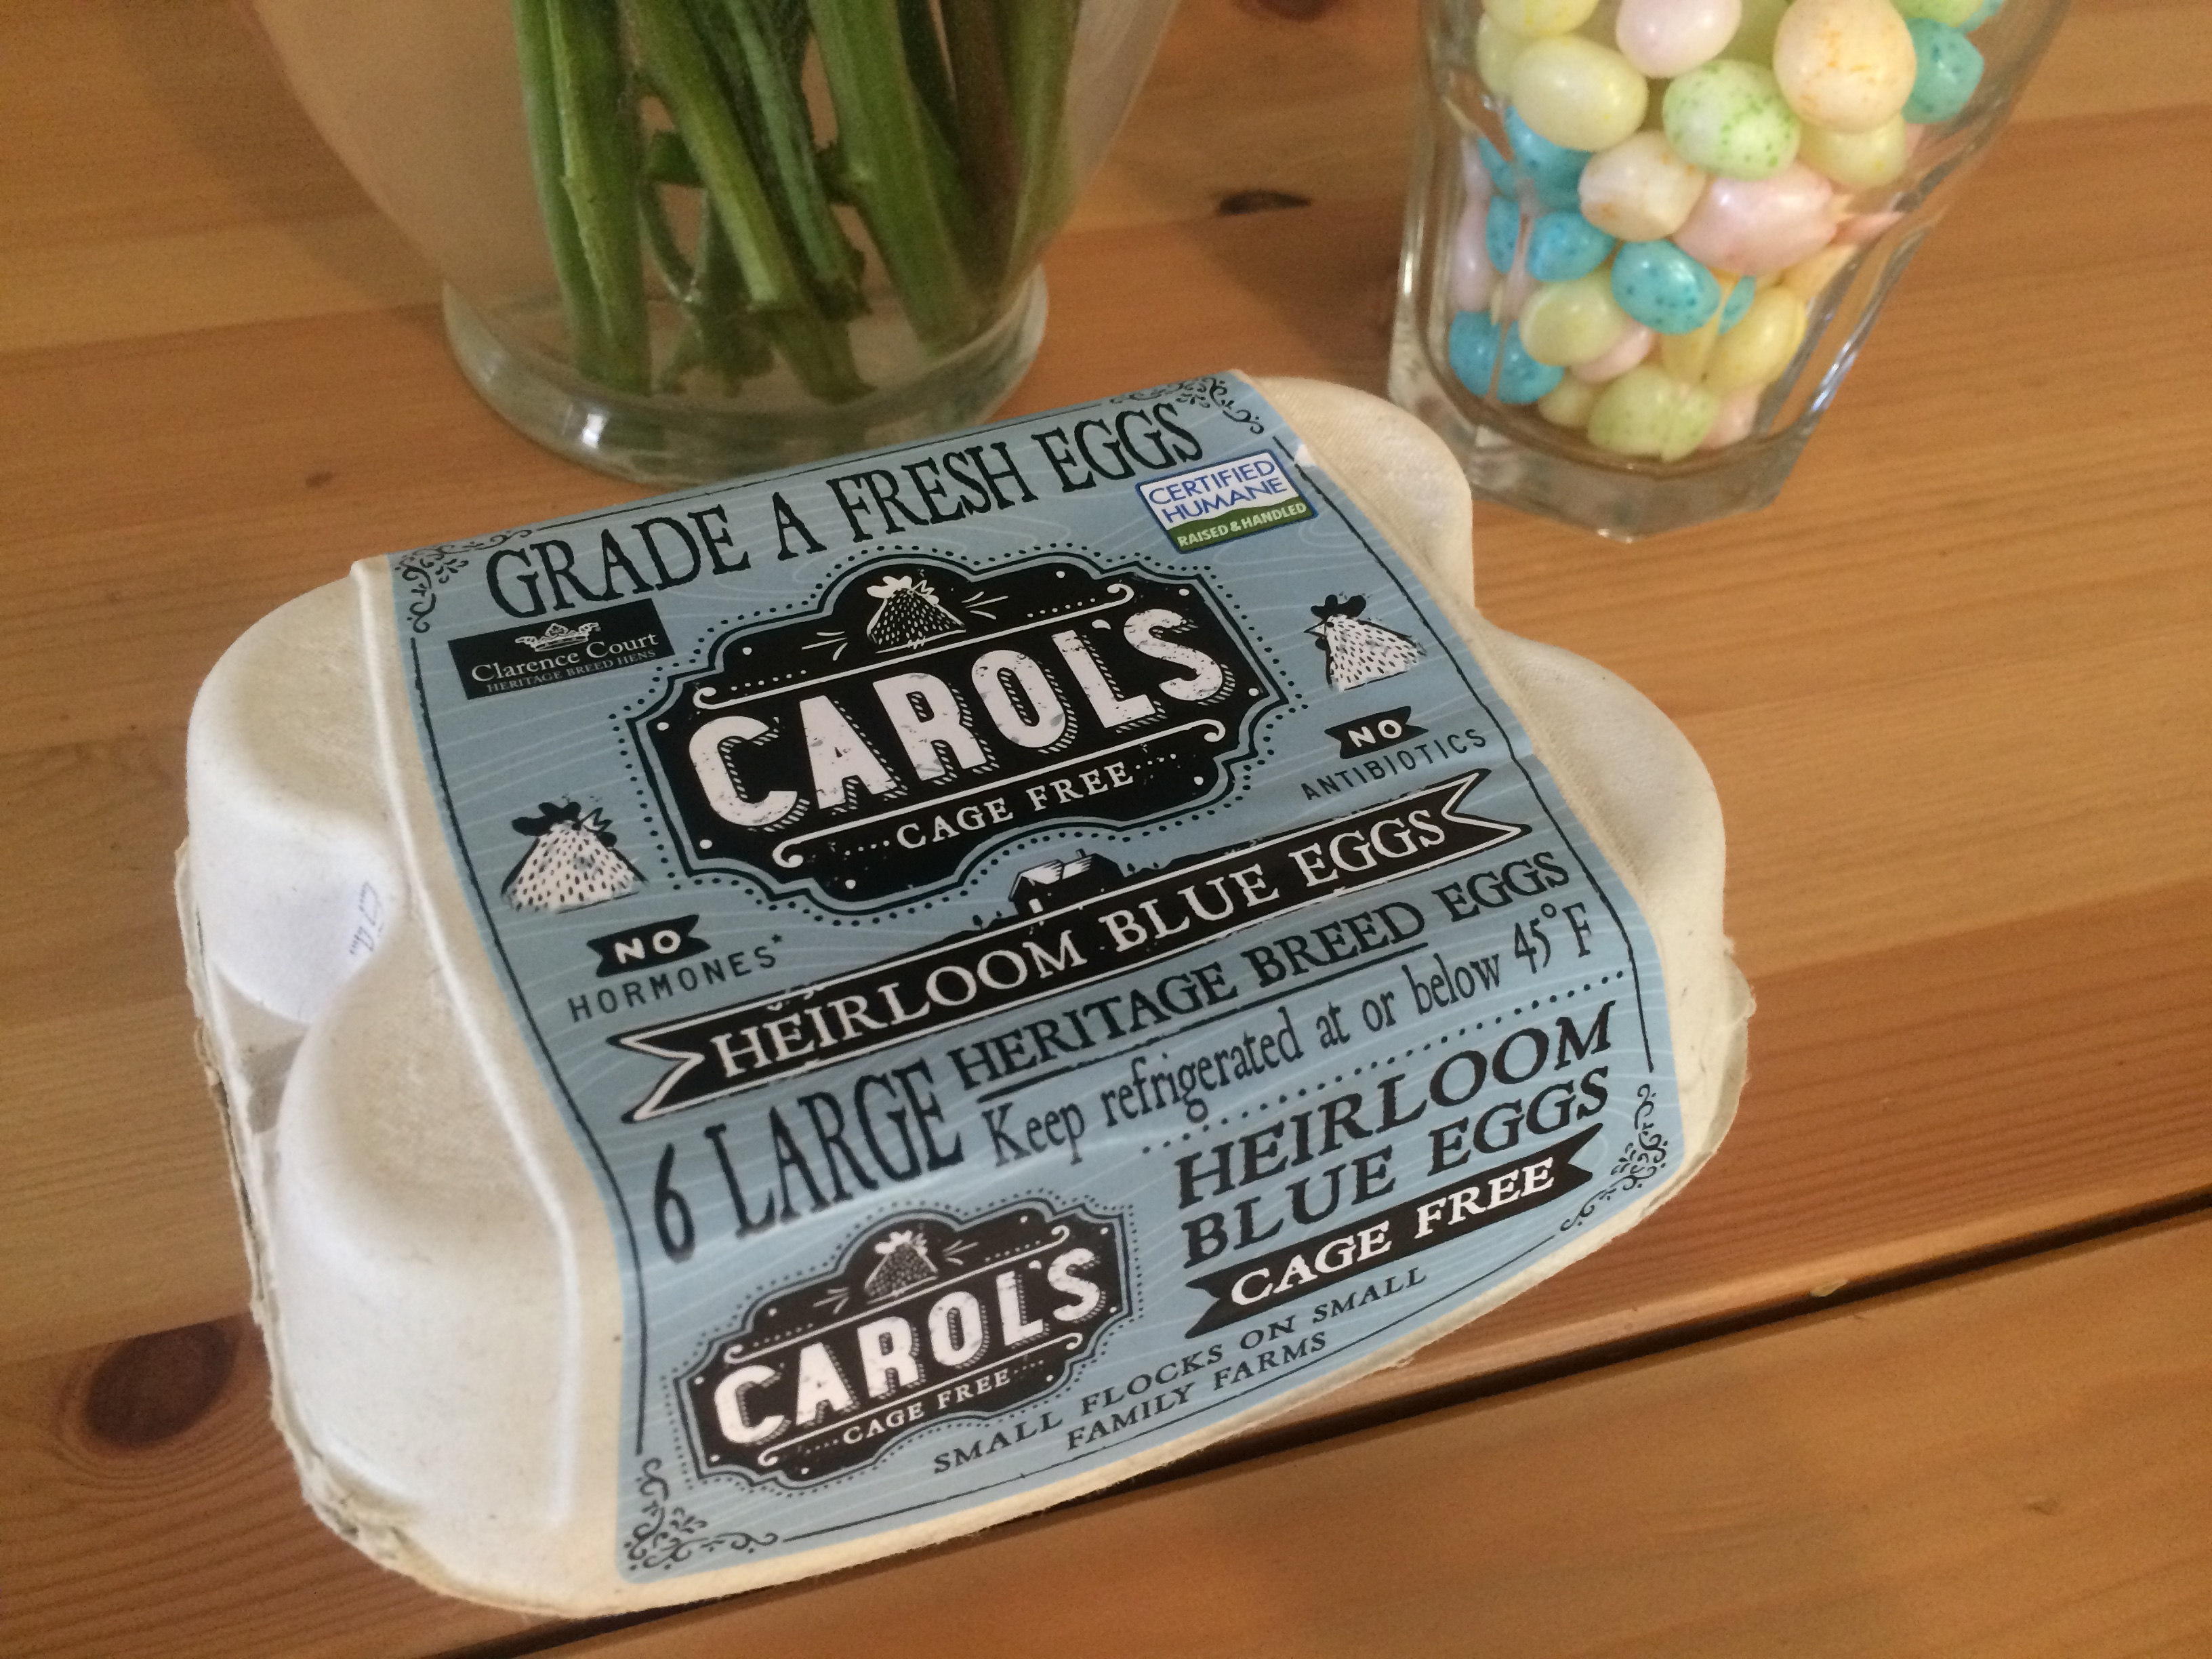 GRADE A FRESH EGGS
CERTIFIED
HUMANE
RAISED & HANDLED
Clarence Court
HERITAGE BREED HENS
CAROL'S
CAGE FREE
NO
ANTIBIOTICS
NO
HORMONES*
HEIRLOOM BLUE EGGS
6 LARGE HERITAGE BREED EGGS
Keep refrigerated at or below 45°F
HEIRLOOM
BLUE EGGS
CAGE FREE
CAROL'S
CAGE FREE
SMALL FLOCKS ON SMALL
FAMILY FARMS